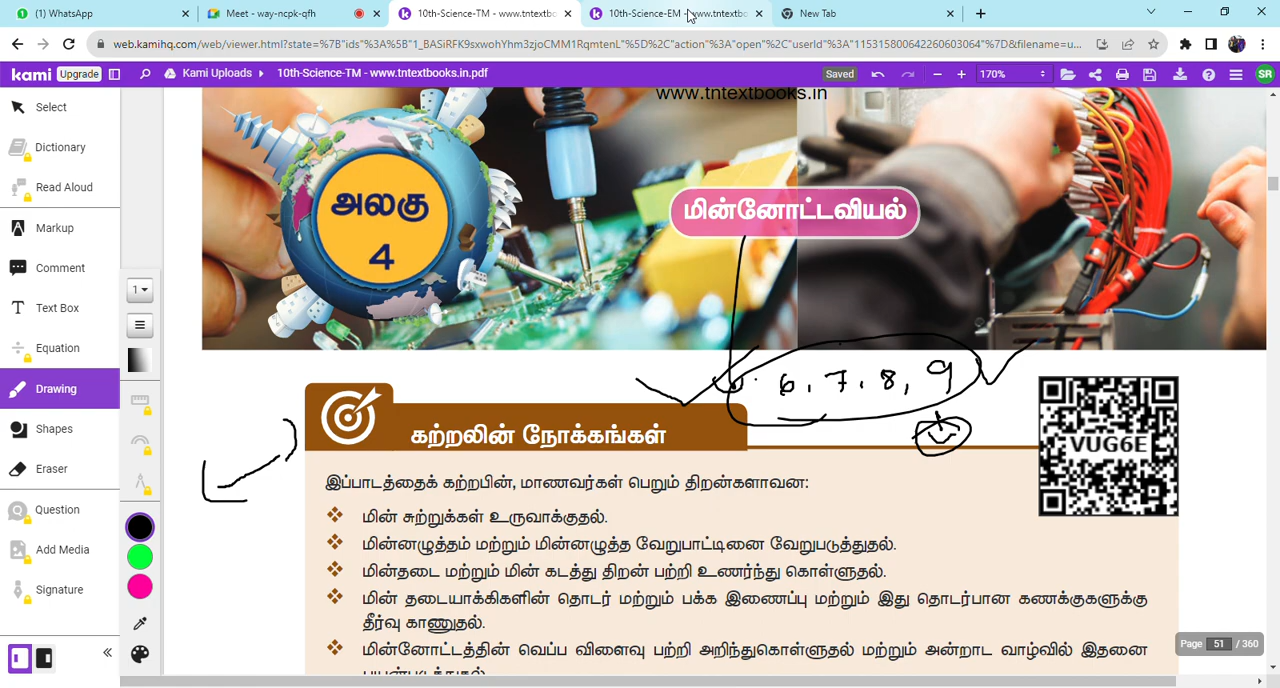 (1) WhatsApp
Meet - way-ncpk-qfh
10th-Science-TM - www.tntextbo
10th-Science-EM - www.tntextbo
New Tab
web.kamihq.com/web/viewer.html?state=%7B"ids"%3A%5B"1_BASiRFK9sxwohYhm3zjoCMM1RqmtenL"%5D%2C"action"%3A"open"%2C"userId"%3A"115315800642260603064"%7D&filename=u...
kami Upgrade Kami Uploads 10th-Science-TM - www.tntextbooks.in.pdf Saved 170% SR
www.tntextbooks.in
Select
Dictionary
Read Aloud
Markup
Comment
Text Box
Equation
Drawing
Shapes
Eraser
Question
Add Media
Signature
1
அலகு
4
மின்னோட்டவியல்
6, 7, 8, 9
கற்றலின் நோக்கங்கள்
VUG6E
இப்பாடத்தைக் கற்றபின், மாணவர்கள் பெறும் திறன்களாவன:
மின் சுற்றுக்கள் உருவாக்குதல்.
மின்னழுத்தம் மற்றும் மின்னழுத்த வேறுபாட்டினை வேறுபடுத்துதல்.
மின்தடை மற்றும் மின் கடத்து திறன் பற்றி உணர்ந்து கொள்ளுதல்.
மின் தடையாக்கிகளின் தொடர் மற்றும் பக்க இணைப்பு மற்றும் இது தொடர்பான கணக்குகளுக்கு
தீர்வு காணுதல்.
மின்னோட்டத்தின் வெப்ப விளைவு பற்றி அறிந்துகொள்ளுதல் மற்றும் அன்றாட வாழ்வில் இதனை
Page 51 / 360